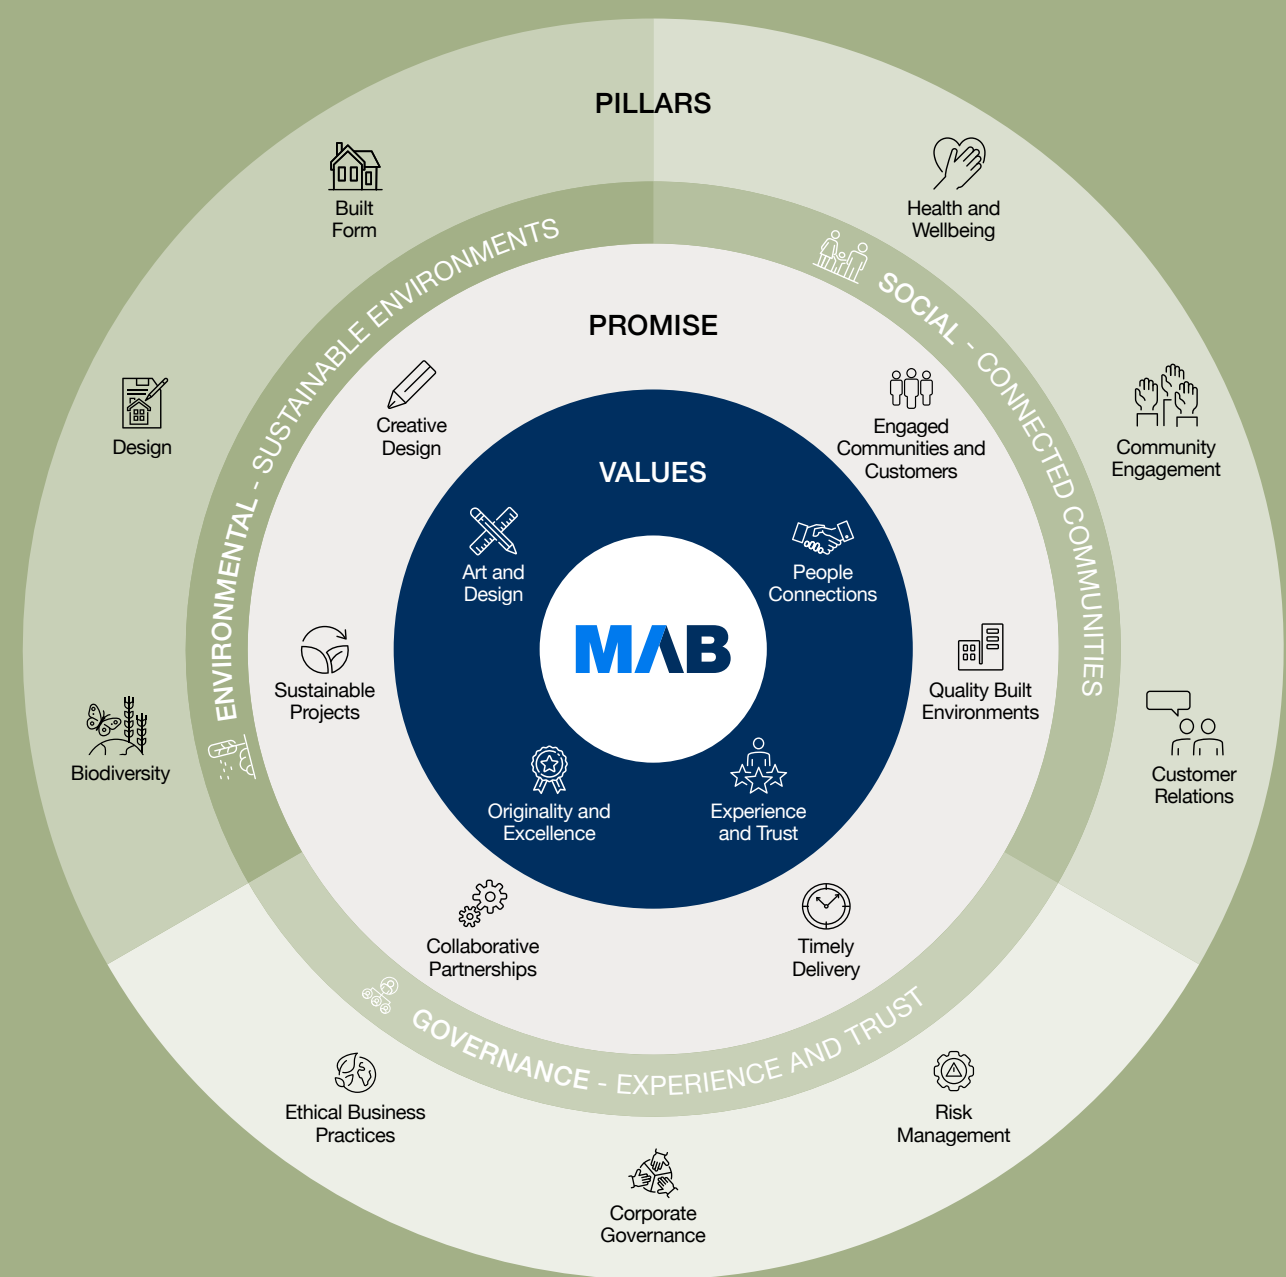 PILLARS
Built
Form
Health and
Wellbeing
Design
Community
Engagement
Biodiversity
Customer
Relations
Ethical Business
Practices
Risk
Management
Corporate
Governance
ENVIRONMENTAL - SUSTAINABLE ENVIRONMENTS
SOCIAL - CONNECTED COMMUNITIES
GOVERNANCE - EXPERIENCE AND TRUST
PROMISE
Creative
Design
Engaged
Communities and
Customers
Sustainable
Projects
Quality Built
Environments
Collaborative
Partnerships
Timely
Delivery
VALUES
Art and
Design
People
Connections
Originality and
Excellence
Experience
and Trust
MAB